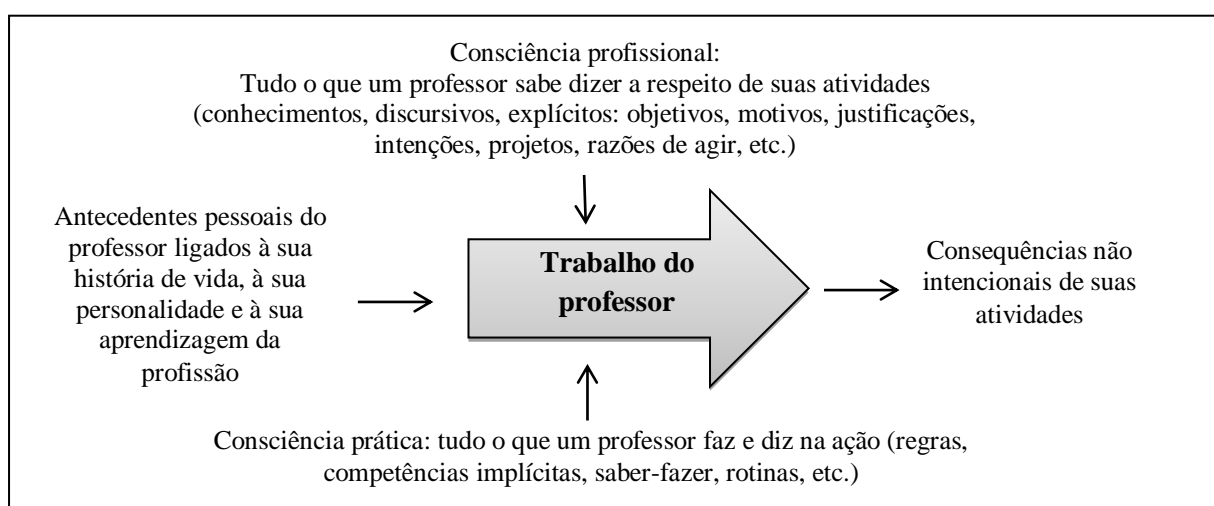 Consciência profissional:
Tudo o que um professor sabe dizer a respeito de suas atividades
(conhecimentos, discursivos, explícitos: objetivos, motivos, justificações,
intenções, projetos, razões de agir, etc.)
Antecedentes pessoais do
professor ligados à sua
história de vida, à sua
personalidade e à sua
aprendizagem da
profissão
Trabalho do
professor
Consequências não
intencionais de suas
atividades
Consciência prática: tudo o que um professor faz e diz na ação (regras,
competências implícitas, saber-fazer, rotinas, etc.)